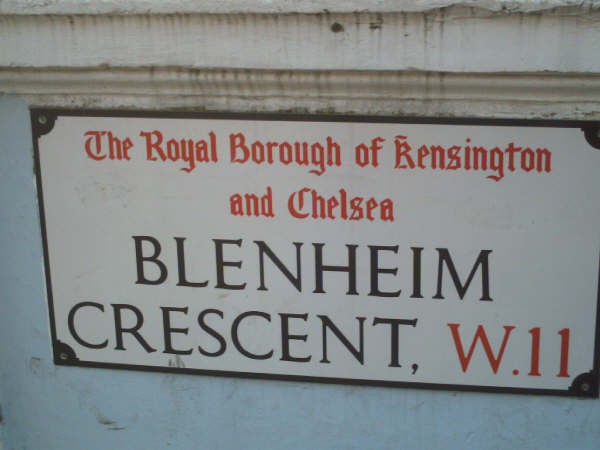 The Royal Borough of Kensington
and Chelsea
BLENHEIM
CRESCENT, W.11